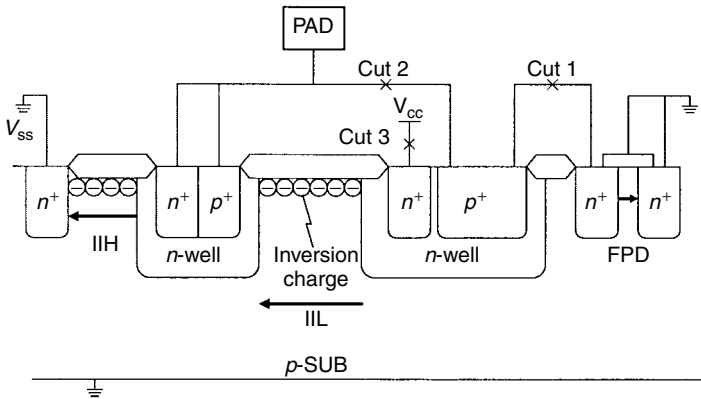 PAD
Cut 2
Cut 1
V_cc
V_ss
Cut 3
n+
n+
p+
n+
p+
n+
n+
IIH
n-well
Inversion
charge
n-well
FPD
IIL
p-SUB